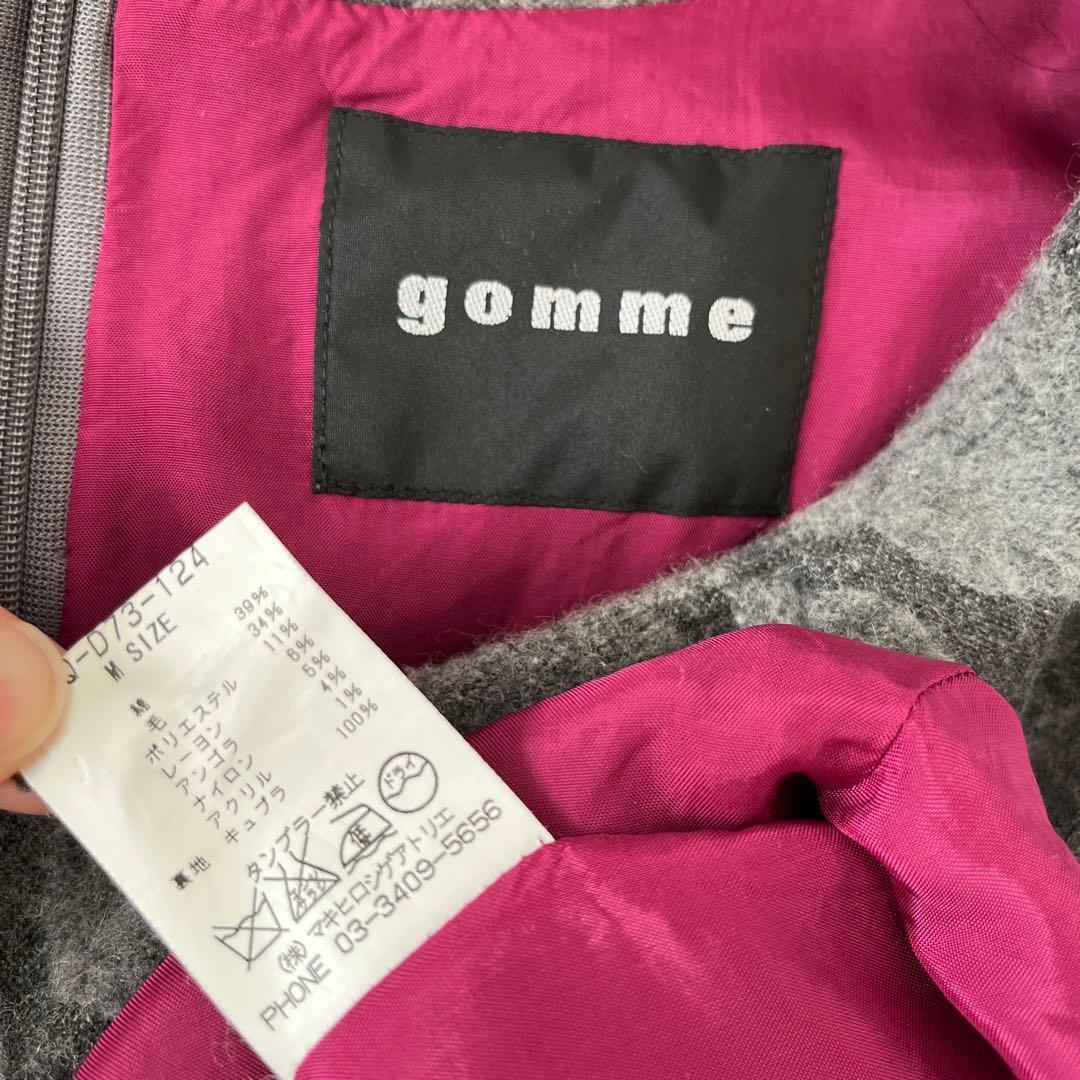 gomme
Q-D73-124
M SIZE
綿 39%
毛 34%
ポリエステル 11%
レーヨン 6%
アンゴラ 5%
ナイロン 4%
アクリル 1%
裏地 キュプラ 100%
タンブラー禁止
低
ドライ
(株)マキヒロシゲアトリエ
PHONE 03-3409-5656